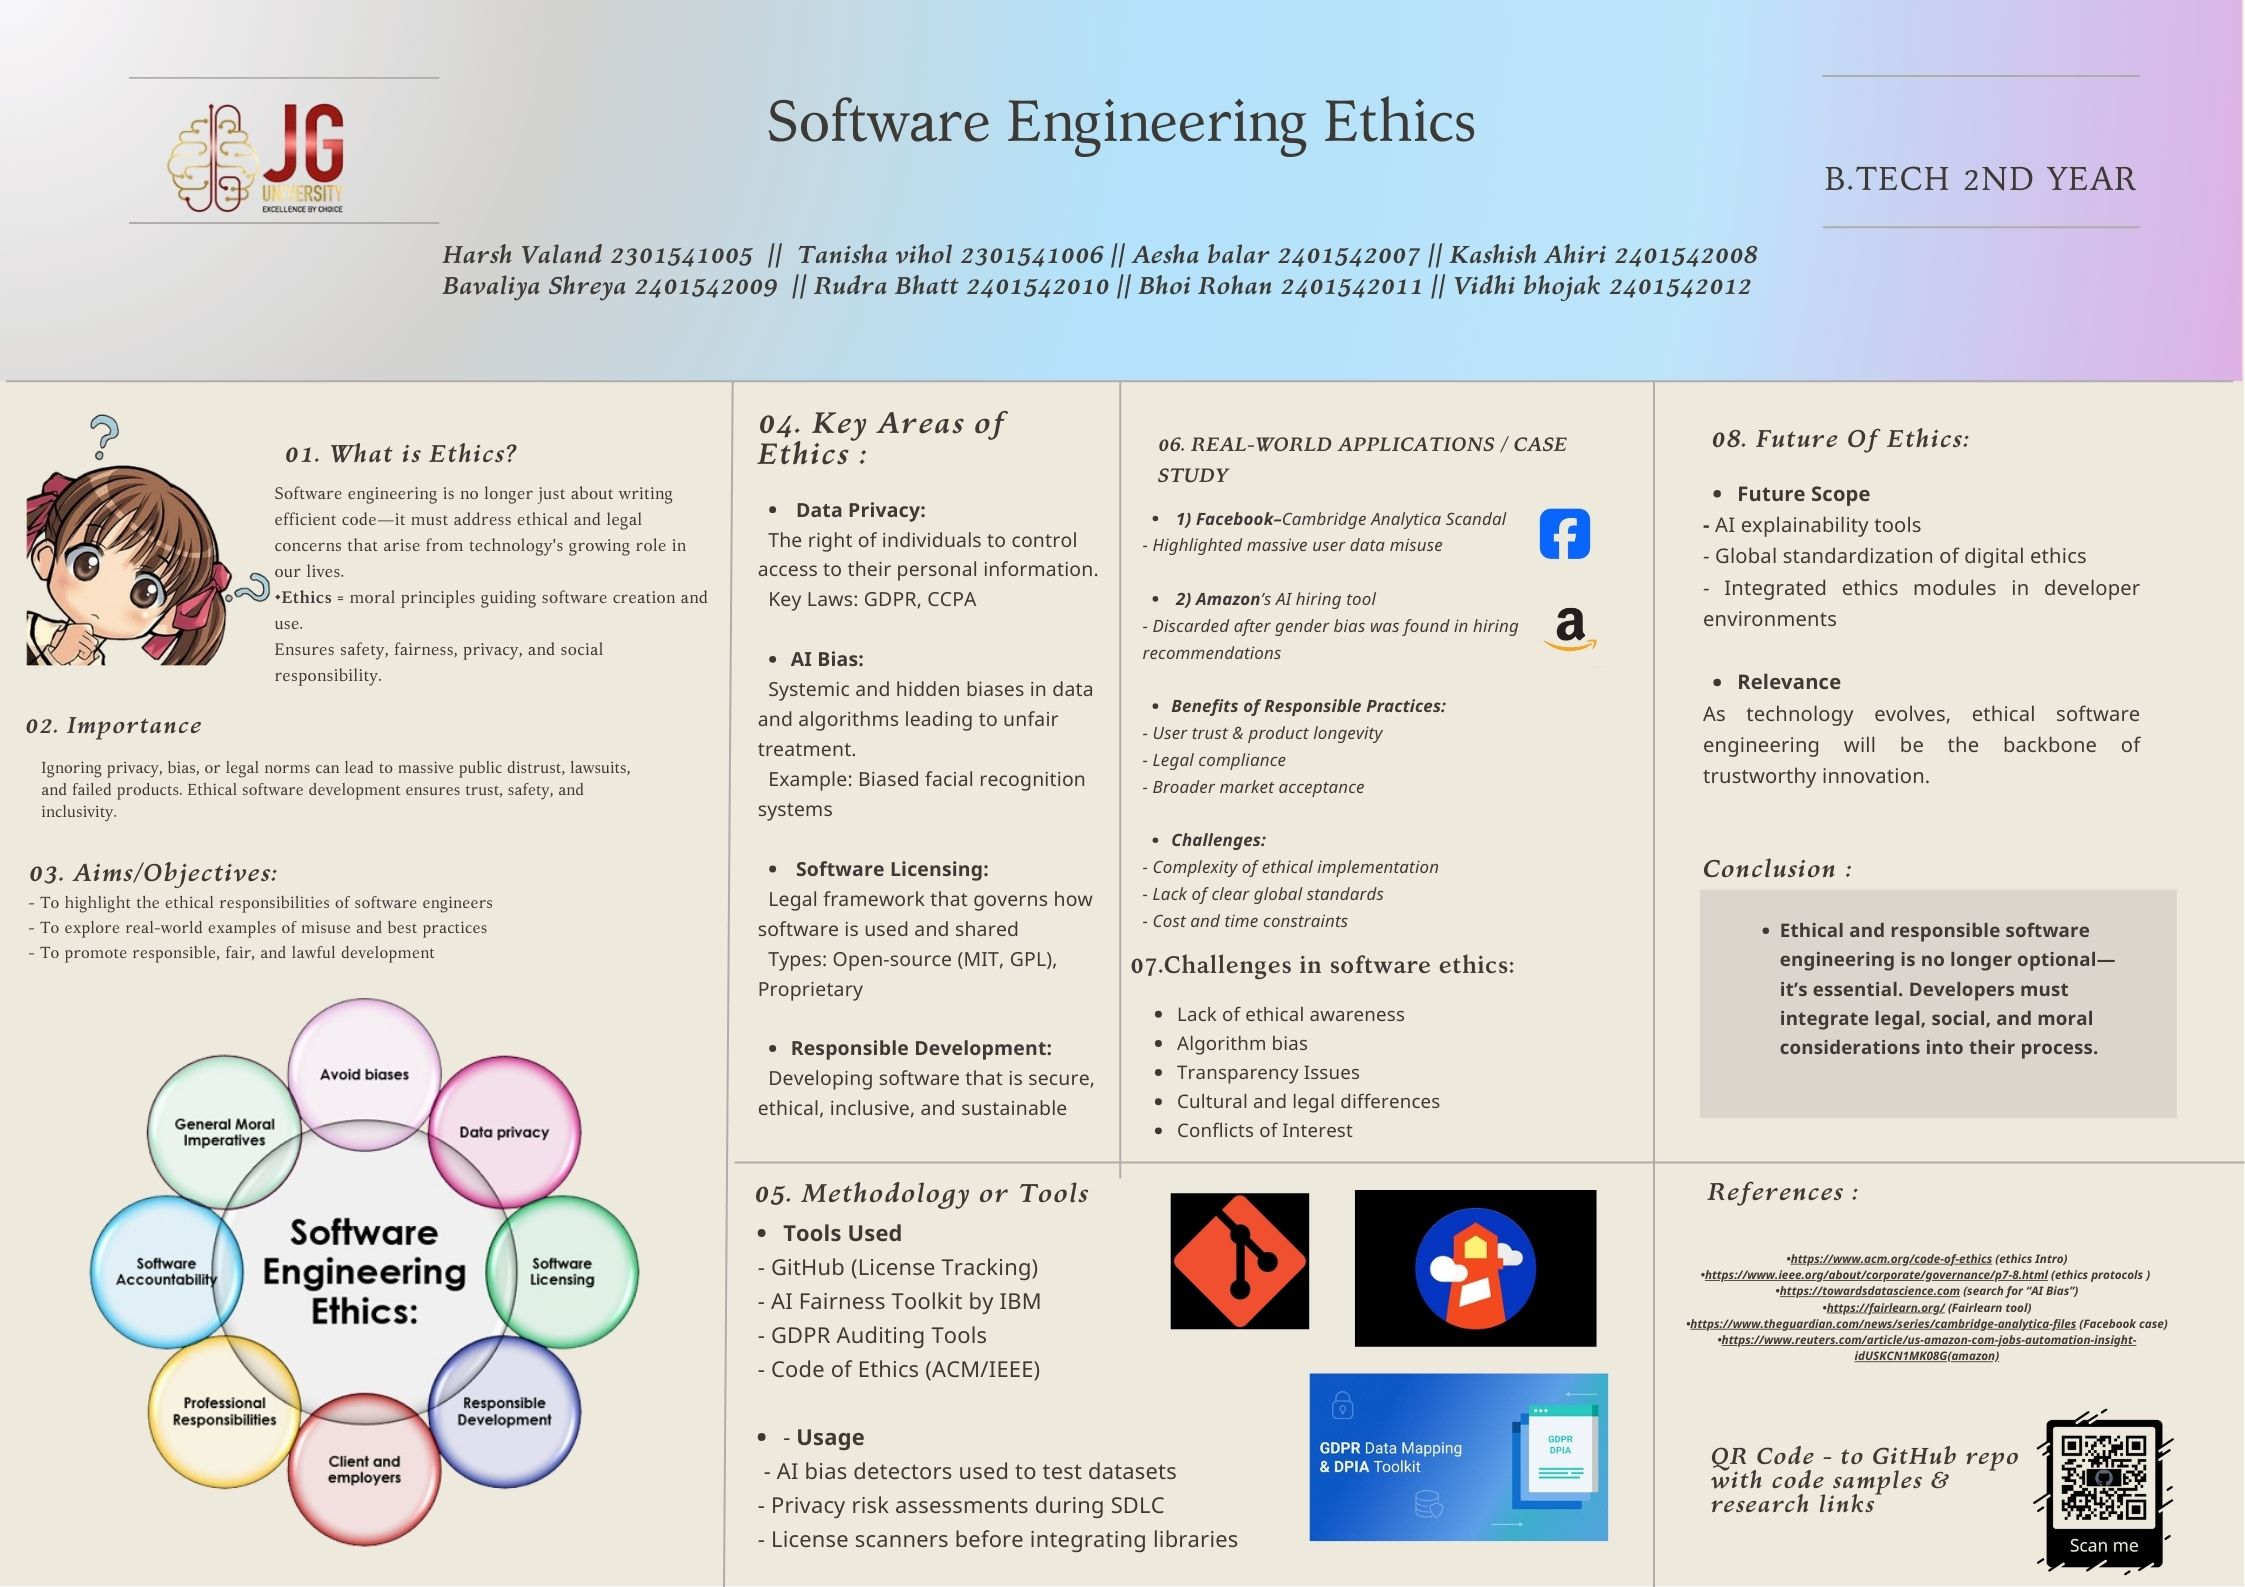 JG
UNIVERSITY
EXCELLENCE BY CHOICE
Software Engineering Ethics
B.TECH 2ND YEAR
Harsh Valand 2301541005 || Tanisha vihol 2301541006 || Aesha balar 2401542007 || Kashish Ahiri 2401542008
Bavaliya Shreya 2401542009 || Rudra Bhatt 2401542010 || Bhoi Rohan 2401542011 || Vidhi bhojak 2401542012
01. What is Ethics?
Software engineering is no longer just about writing
efficient code—it must address ethical and legal
concerns that arise from technology's growing role in
our lives.
•Ethics = moral principles guiding software creation and
use.
Ensures safety, fairness, privacy, and social
responsibility.
02. Importance
Ignoring privacy, bias, or legal norms can lead to massive public distrust, lawsuits,
and failed products. Ethical software development ensures trust, safety, and
inclusivity.
03. Aims/Objectives:
- To highlight the ethical responsibilities of software engineers
- To explore real-world examples of misuse and best practices
- To promote responsible, fair, and lawful development
Avoid biases
General Moral
Imperatives
Data privacy
Software
Accountability
Software
Engineering
Ethics:
Software
Licensing
Professional
Responsibilities
Responsible
Development
Client and
employers
04. Key Areas of
Ethics :
• Data Privacy:
The right of individuals to control
access to their personal information.
Key Laws: GDPR, CCPA
• AI Bias:
Systemic and hidden biases in data
and algorithms leading to unfair
treatment.
Example: Biased facial recognition
systems
• Software Licensing:
Legal framework that governs how
software is used and shared
Types: Open-source (MIT, GPL),
Proprietary
• Responsible Development:
Developing software that is secure,
ethical, inclusive, and sustainable
05. Methodology or Tools
• Tools Used
- GitHub (License Tracking)
- AI Fairness Toolkit by IBM
- GDPR Auditing Tools
- Code of Ethics (ACM/IEEE)
• - Usage
- AI bias detectors used to test datasets
- Privacy risk assessments during SDLC
- License scanners before integrating libraries
GDPR Data Mapping
& DPIA Toolkit
GDPR
DPIA
06. REAL-WORLD APPLICATIONS / CASE
STUDY
• 1) Facebook–Cambridge Analytica Scandal
- Highlighted massive user data misuse
• 2) Amazon’s AI hiring tool
- Discarded after gender bias was found in hiring
recommendations
• Benefits of Responsible Practices:
- User trust & product longevity
- Legal compliance
- Broader market acceptance
• Challenges:
- Complexity of ethical implementation
- Lack of clear global standards
- Cost and time constraints
07.Challenges in software ethics:
• Lack of ethical awareness
• Algorithm bias
• Transparency Issues
• Cultural and legal differences
• Conflicts of Interest
08. Future Of Ethics:
• Future Scope
- AI explainability tools
- Global standardization of digital ethics
- Integrated ethics modules in developer
environments
• Relevance
As technology evolves, ethical software
engineering will be the backbone of
trustworthy innovation.
Conclusion :
• Ethical and responsible software
engineering is no longer optional—
it’s essential. Developers must
integrate legal, social, and moral
considerations into their process.
References :
•https://www.acm.org/code-of-ethics (ethics Intro)
•https://www.ieee.org/about/corporate/governance/p7-8.html (ethics protocols )
•https://towardsdatascience.com (search for “AI Bias”)
•https://fairlearn.org/ (Fairlearn tool)
•https://www.theguardian.com/news/series/cambridge-analytica-files (Facebook case)
•https://www.reuters.com/article/us-amazon-com-jobs-automation-insight-
idUSKCN1MK08G(amazon)
QR Code - to GitHub repo
with code samples &
research links
Scan me